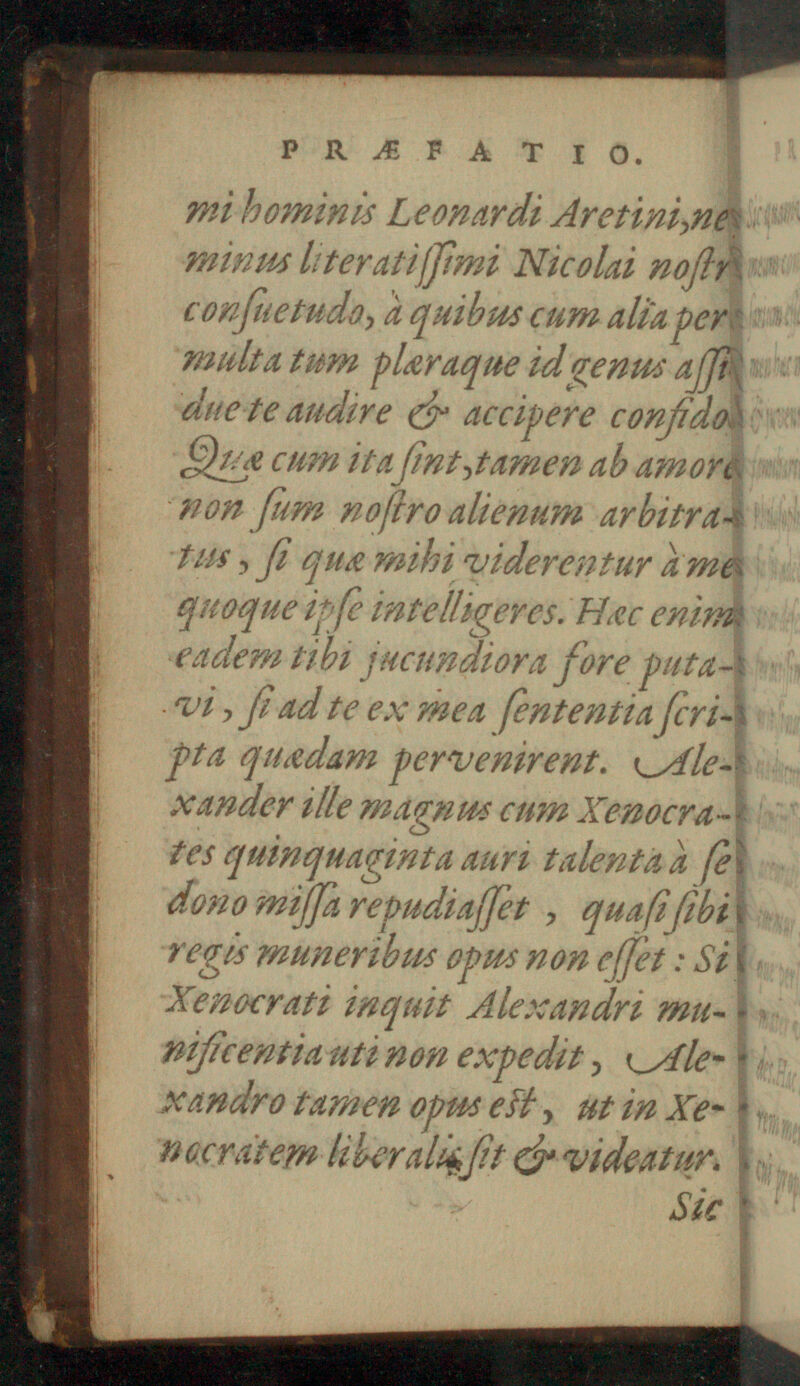 PRÆFATIO.
mi hominis Leonardi Aretini, nec
minus literatiſſimi Nicolai noſtri
conſuetudo, à quibus cum alia per-
multa tum plæraque id genus aſſi-
due te audire & accipere confido.
Quæ cum ita ſint, tamen ab amore
non ſum noſtro alienum arbitra-
tus, ſi quæ mihi viderentur à me
quoque ipſe intelligeres. Hæc enim
eadem tibi jucundiora fore puta-
vi, ſi ad te ex mea ſententia ſcri-
pta quædam pervenirent. Ale-
xander ille magnus cum Xenocra-
tes quinquaginta auri talenta à ſe
dono miſſa repudiaſſet, quaſi ſibi
regis muneribus opus non eſſet: Si
Xenocrati inquit Alexandri mu-
nificentia uti non expedit, Ale-
xandro tamen opus eſt, ut in Xe-
nocratem liberalis ſit & videatur.
Sic